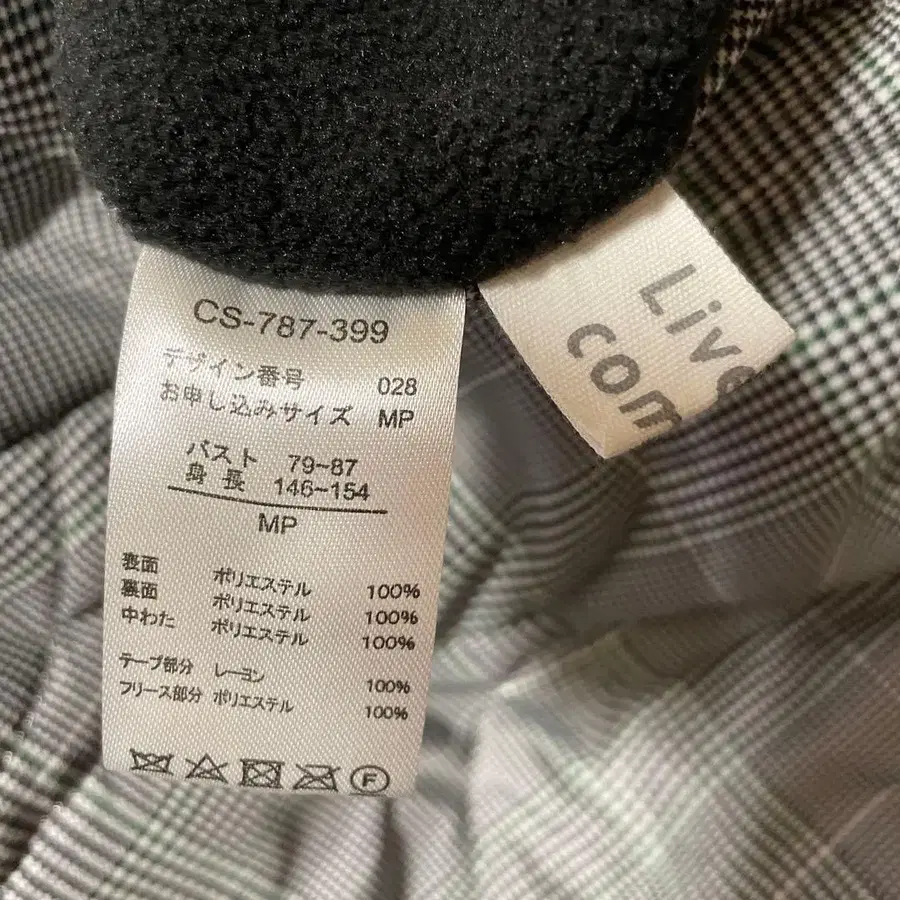 CS-787-399
デザイン番号 028
お申し込みサイズ MP
バスト 79~87
身長 146~154
MP
表面 ポリエステル 100%
裏面 ポリエステル 100%
中わた ポリエステル 100%
テープ部分 レーヨン 100%
フリース部分 ポリエステル 100%
F
Live
com